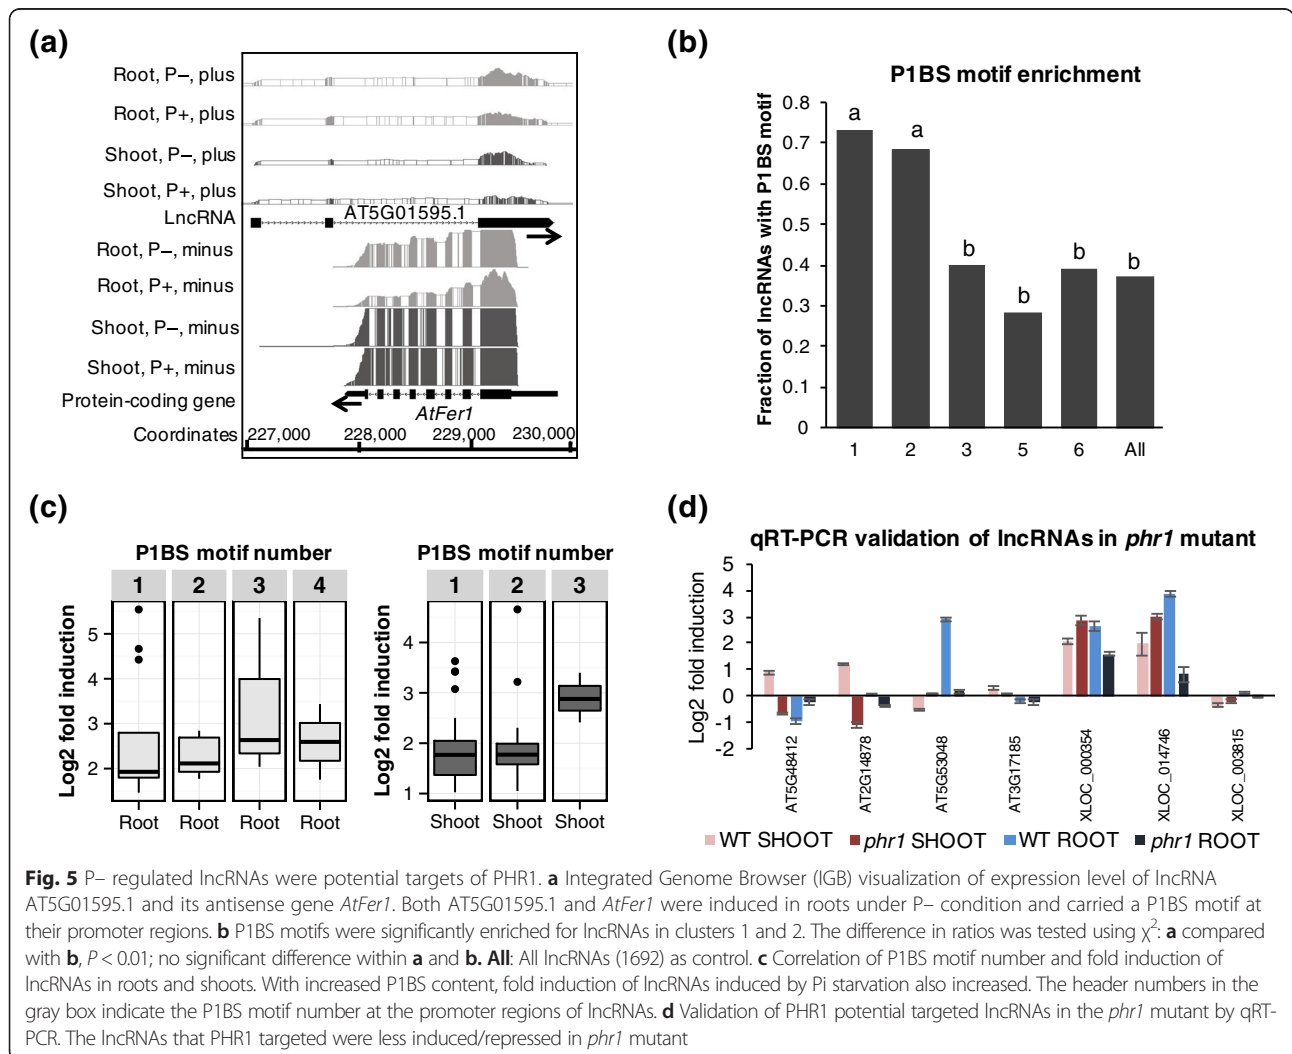 (a)
Root, P−, plus
Root, P+, plus
Shoot, P−, plus
Shoot, P+, plus
LncRNA
AT5G01595.1
Root, P−, minus
Root, P+, minus
Shoot, P−, minus
Shoot, P+, minus
Protein-coding gene
AtFer1
Coordinates
227,000 228,000 229,000 230,000
(b)
P1BS motif enrichment
Fraction of lncRNAs with P1BS motif
0.8
0.7
0.6
0.5
0.4
0.3
0.2
0.1
0
a a b b b b
1 2 3 5 6 All
(c)
P1BS motif number
1 2 3 4
Log2 fold induction
5
4
3
2
Root Root Root Root
P1BS motif number
1 2 3
Log2 fold induction
4
3
2
1
Shoot Shoot Shoot
(d)
qRT-PCR validation of lncRNAs in phr1 mutant
Log2 fold induction
5
4
3
2
1
0
-1
-2
AT5G48412
AT2G14878
AT5G53048
AT3G17185
XLOC_000354
XLOC_014746
XLOC_003815
WT SHOOT phr1 SHOOT WT ROOT phr1 ROOT
Fig. 5 P− regulated lncRNAs were potential targets of PHR1. a Integrated Genome Browser (IGB) visualization of expression level of lncRNA
AT5G01595.1 and its antisense gene AtFer1. Both AT5G01595.1 and AtFer1 were induced in roots under P− condition and carried a P1BS motif at
their promoter regions. b P1BS motifs were significantly enriched for lncRNAs in clusters 1 and 2. The difference in ratios was tested using χ²: a compared
with b, P < 0.01; no significant difference within a and b. All: All lncRNAs (1692) as control. c Correlation of P1BS motif number and fold induction of
lncRNAs in roots and shoots. With increased P1BS content, fold induction of lncRNAs induced by Pi starvation also increased. The header numbers in the
gray box indicate the P1BS motif number at the promoter regions of lncRNAs. d Validation of PHR1 potential targeted lncRNAs in the phr1 mutant by qRT-
PCR. The lncRNAs that PHR1 targeted were less induced/repressed in phr1 mutant